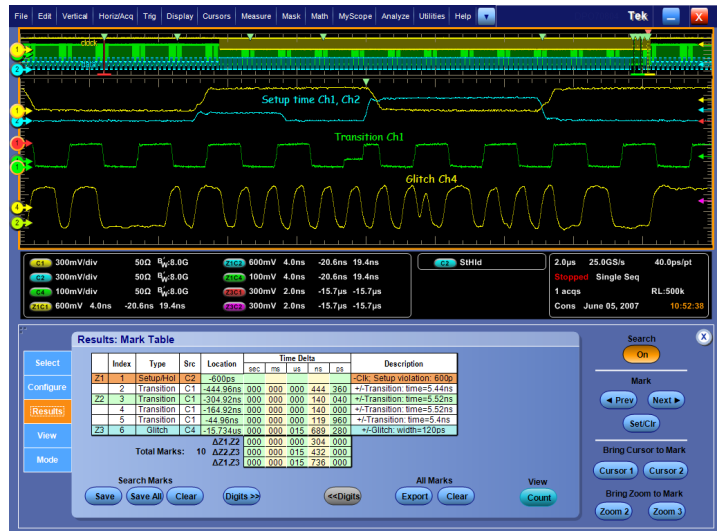 File Edit Vertical Horiz/Acq Trig Display Cursors Measure Mask Math MyScope Analyze Utilities Help Tek X
clock
Setup time Ch1, Ch2
Transition Ch1
Glitch Ch4
C1 300mV/div 50Ω BW:8.0G Z1C2 600mV 4.0ns -20.6ns 19.4ns C2 StHld 2.0µs 25.0GS/s 40.0ps/pt
C2 300mV/div 50Ω BW:8.0G Z1C4 100mV 4.0ns -20.6ns 19.4ns Stopped Single Seq
C4 100mV/div 50Ω BW:8.0G Z3C1 300mV 2.0ns -15.7µs -15.7µs 1 acqs RL:500k
Z1C1 600mV 4.0ns -20.6ns 19.4ns Z3C2 300mV 2.0ns -15.7µs -15.7µs Cons June 05, 2007 10:52:38
Results: Mark Table
Select
Configure
Results
View
Mode
Index Type Src Location Time Delta Description
sec ms us ns ps
Z1 1 Setup/Hol C2 -600ps -Clk; Setup violation: 600p
2 Transition C1 -444.96ns 000 000 000 444 360 +/-Transition: time=5.44ns
Z2 3 Transition C1 -304.92ns 000 000 000 140 040 +/-Transition: time=5.52ns
4 Transition C1 -164.92ns 000 000 000 140 000 +/-Transition: time=5.52ns
5 Transition C1 -44.96ns 000 000 000 119 960 +/-Transition: time=5.4ns
Z3 6 Glitch C4 -15.734us 000 000 015 689 280 +/-Glitch: width=120ps
ΔZ1,Z2 000 000 000 304 000
Total Marks: 10 ΔZ2,Z3 000 000 015 432 000
ΔZ1,Z3 000 000 015 736 000
Search Marks
Save Save All Clear Digits >> <<Digits
All Marks
Export Clear
View
Count
Search
On
X
Mark
Prev Next
Set/Clr
Bring Cursor to Mark
Cursor 1 Cursor 2
Bring Zoom to Mark
Zoom 2 Zoom 3